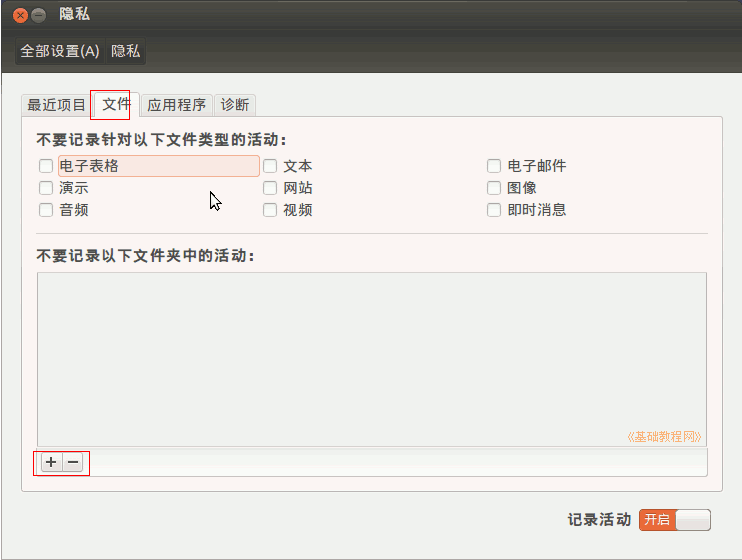 隐私
全部设置(A) 隐私
最近项目 文件 应用程序 诊断
不要记录针对以下文件类型的活动：
电子表格 文本 电子邮件
演示 网站 图像
音频 视频 即时消息
不要记录以下文件夹中的活动：
《基础教程网》
记录活动 开启